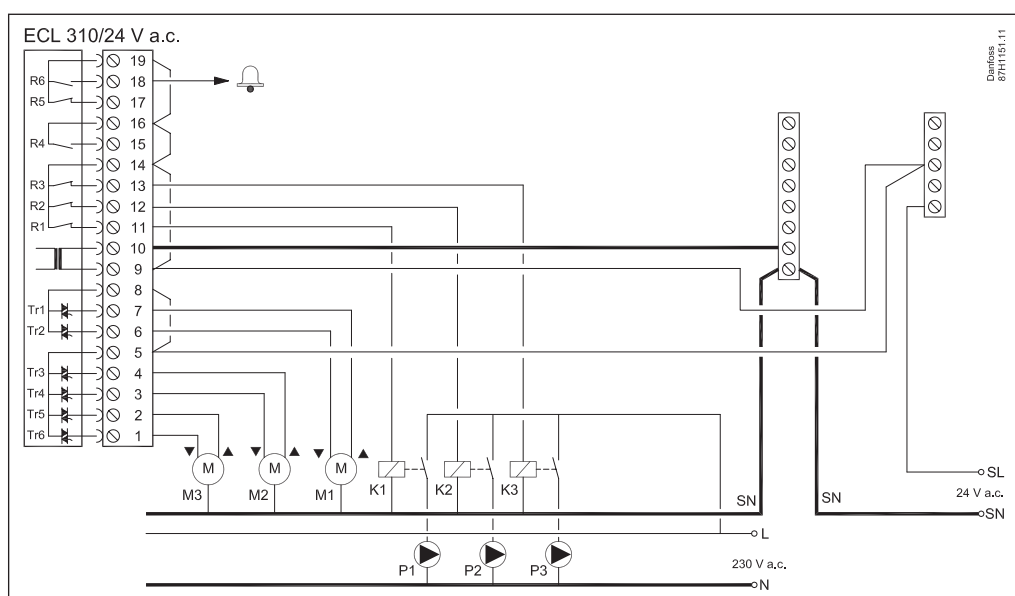 ECL 310/24 V a.c.
Danfoss
87H1151.11
19
R6 18
R5 17
16
R4 15
14
R3 13
R2 12
R1 11
10
9
8
Tr1 7
Tr2 6
5
Tr3 4
Tr4 3
Tr5 2
Tr6 1
M M M
M3 M2 M1 K1 K2 K3
SL
24 V a.c.
SN SN SN
L
P1 P2 P3
230 V a.c.
N